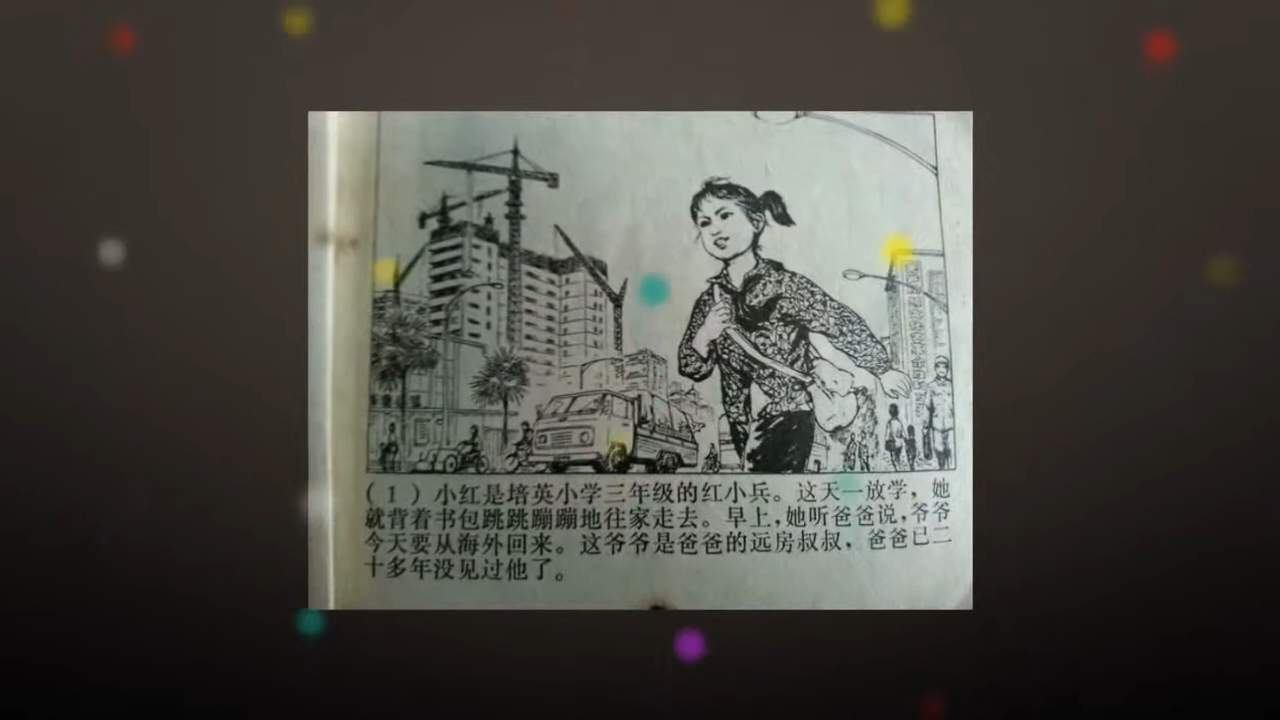 （1）小红是培英小学三年级的红小兵。这天一放学，她
就背着书包跳跳蹦蹦地往家走去。早上，她听爸爸说，爷爷
今天要从海外回来。这爷爷是爸爸的远房叔叔，爸爸已二
十多年没见过他了。